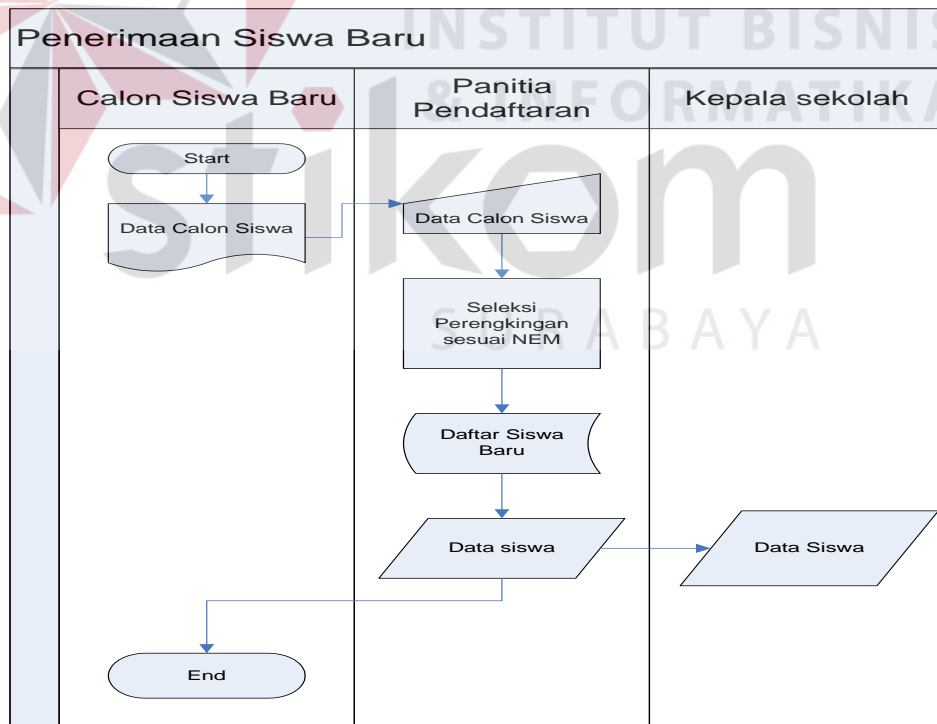 INSTITUT BISNIS
& INFORMATIKA
stikom
SURABAYA
Penerimaan Siswa Baru
Calon Siswa Baru
Panitia
Pendaftaran
Kepala sekolah
Start
Data Calon Siswa
Data Calon Siswa
Seleksi
Perengkingan
sesuai NEM
Daftar Siswa
Baru
Data siswa
Data Siswa
End